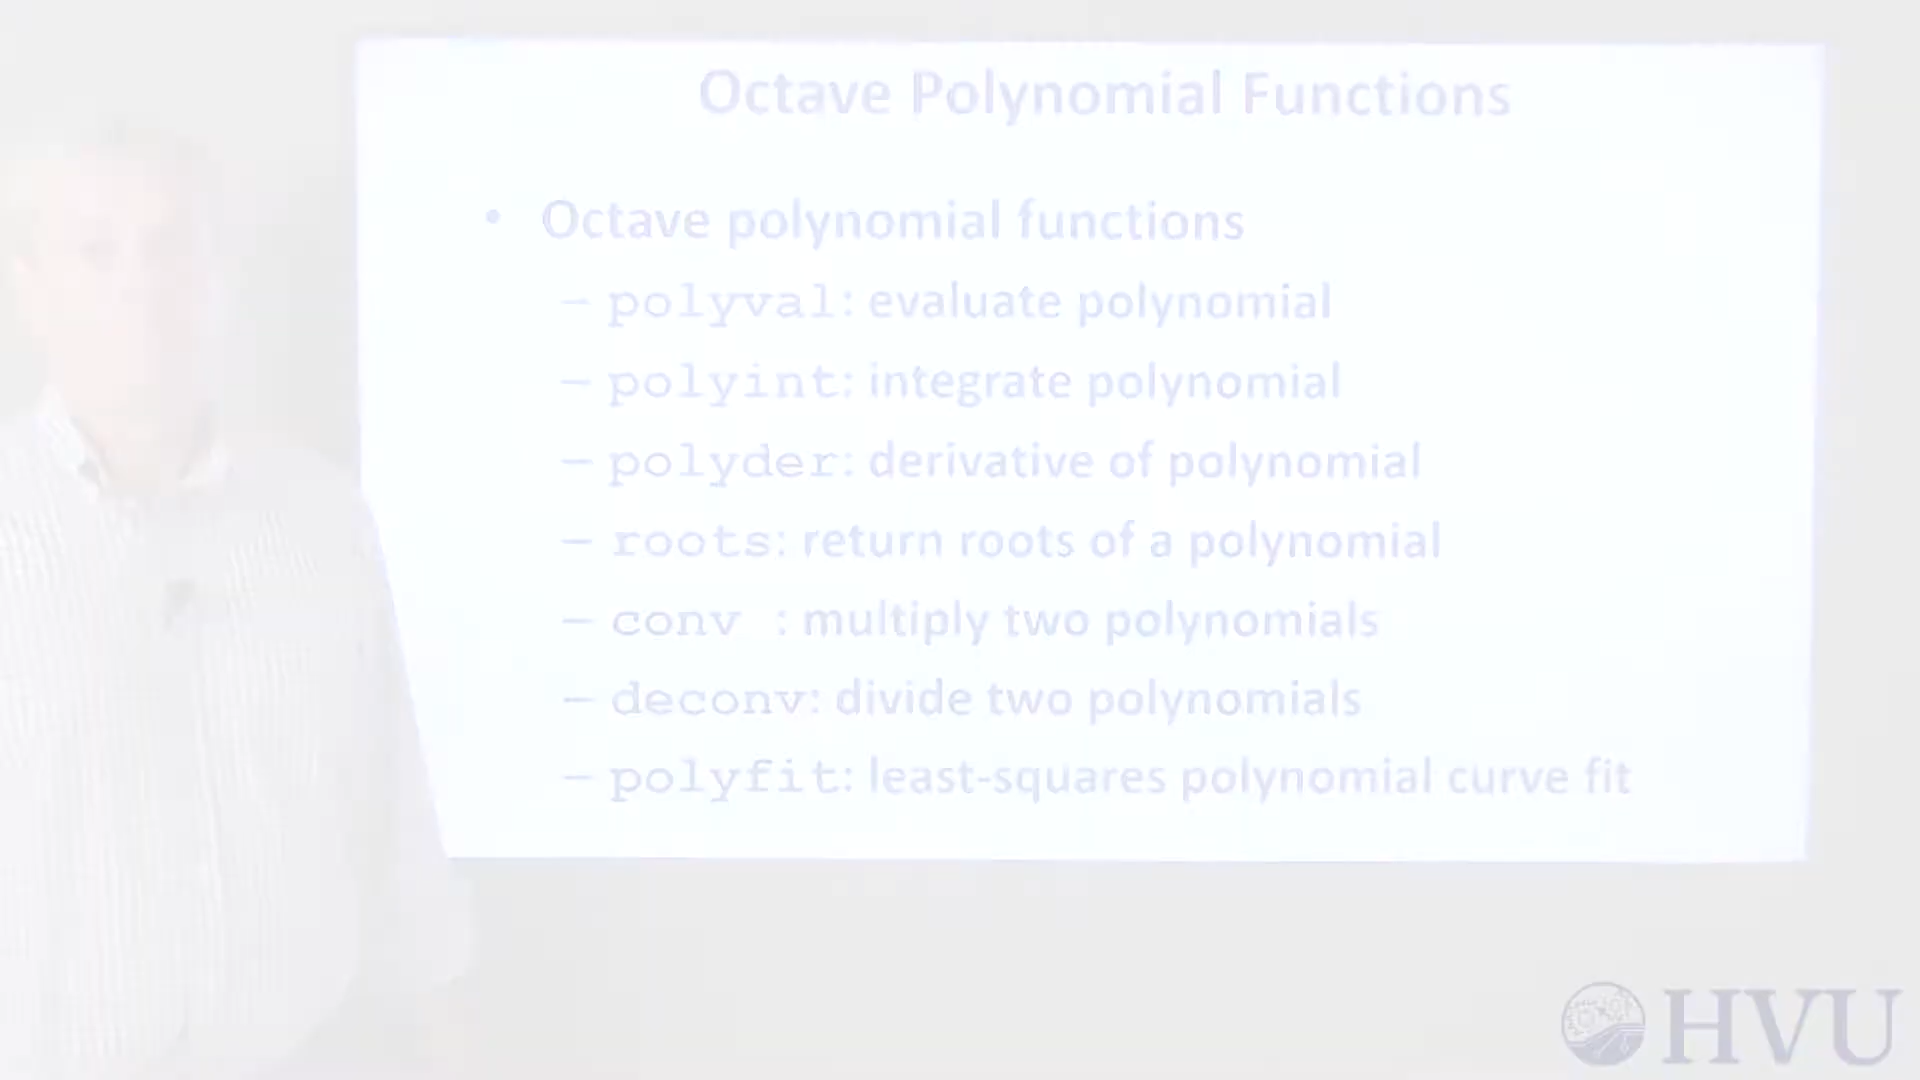 Octave Polynomial Functions
• Octave polynomial functions
– polyval: evaluate polynomial
– polyint: integrate polynomial
– polyder: derivative of polynomial
– roots: return roots of a polynomial
– conv : multiply two polynomials
– deconv: divide two polynomials
– polyfit: least-squares polynomial curve fit
HVU